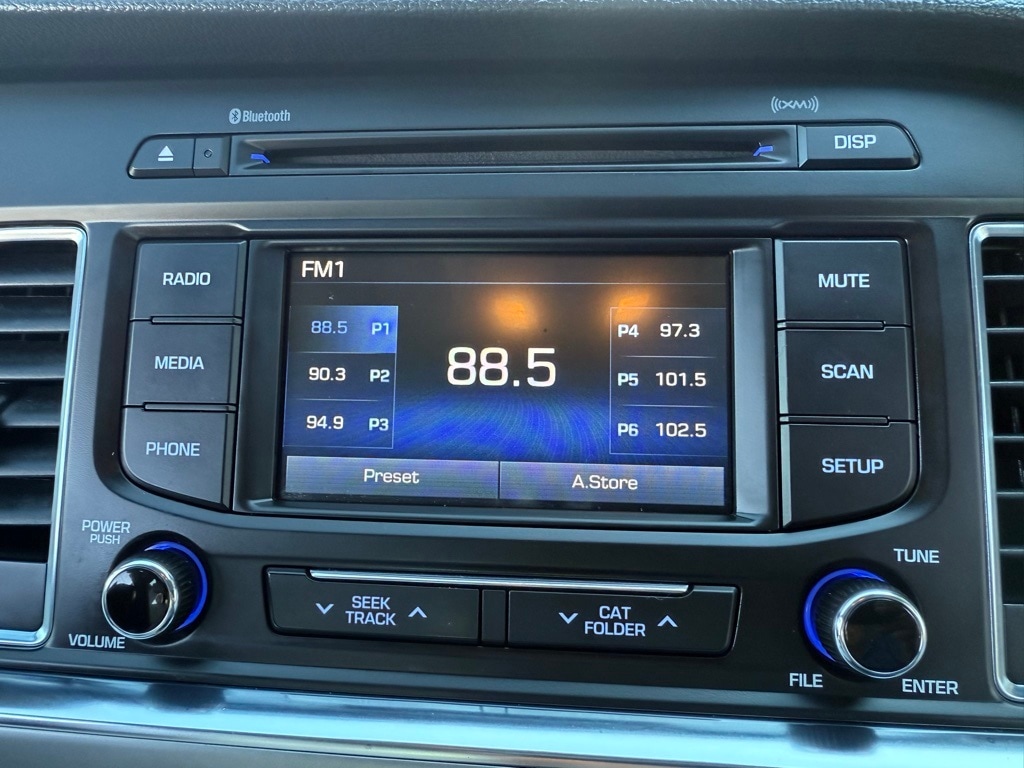 Bluetooth
((XM))
DISP
RADIO
MEDIA
PHONE
FM1
88.5 P1
90.3 P2
94.9 P3
88.5
P4 97.3
P5 101.5
P6 102.5
Preset
A.Store
MUTE
SCAN
SETUP
POWER
PUSH
VOLUME
SEEK
TRACK
CAT
FOLDER
TUNE
FILE
ENTER